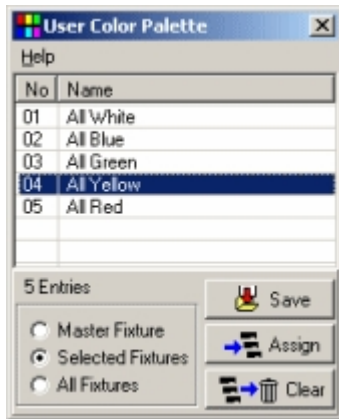 User Color Palette
Help
No Name
01 All White
02 All Blue
03 All Green
04 All Yellow
05 All Red
5 Entries
Master Fixture
Selected Fixtures
All Fixtures
Save
Assign
Clear